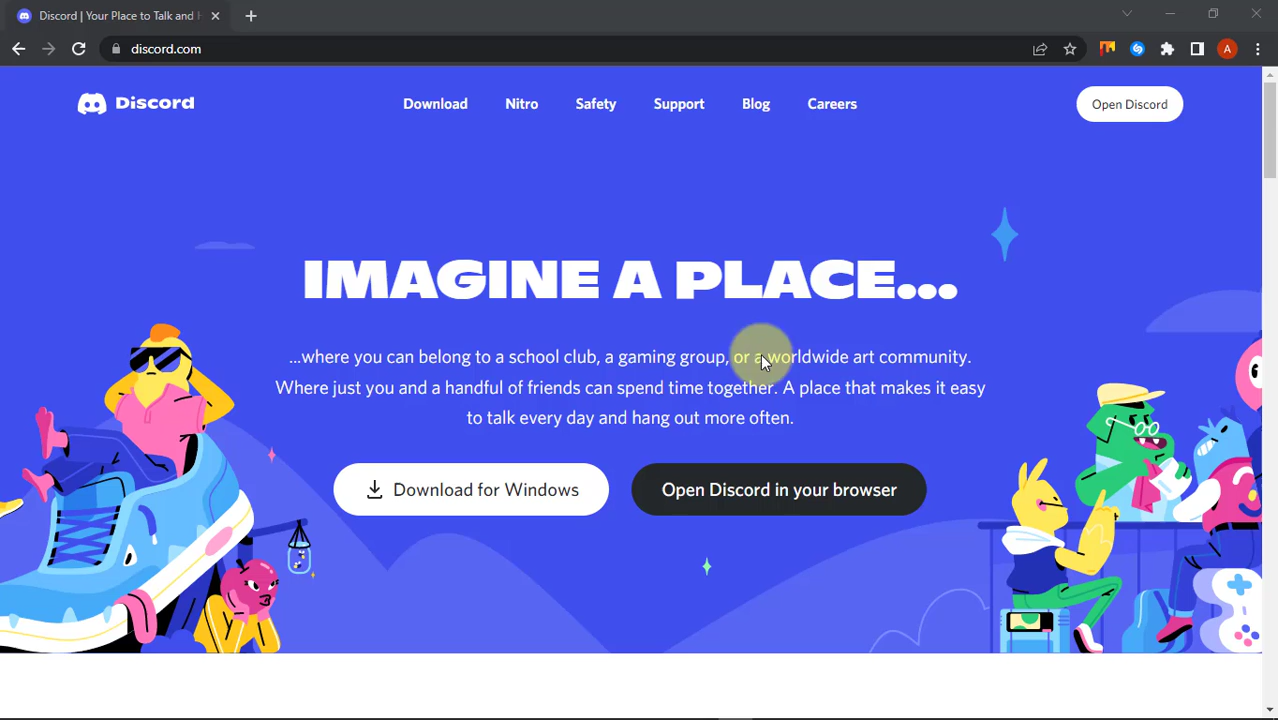 Discord | Your Place to Talk and H
discord.com
A
Discord
Download
Nitro
Safety
Support
Blog
Careers
Open Discord
IMAGINE A PLACE...
...where you can belong to a school club, a gaming group, or a worldwide art community.
Where just you and a handful of friends can spend time together. A place that makes it easy
to talk every day and hang out more often.
Download for Windows
Open Discord in your browser